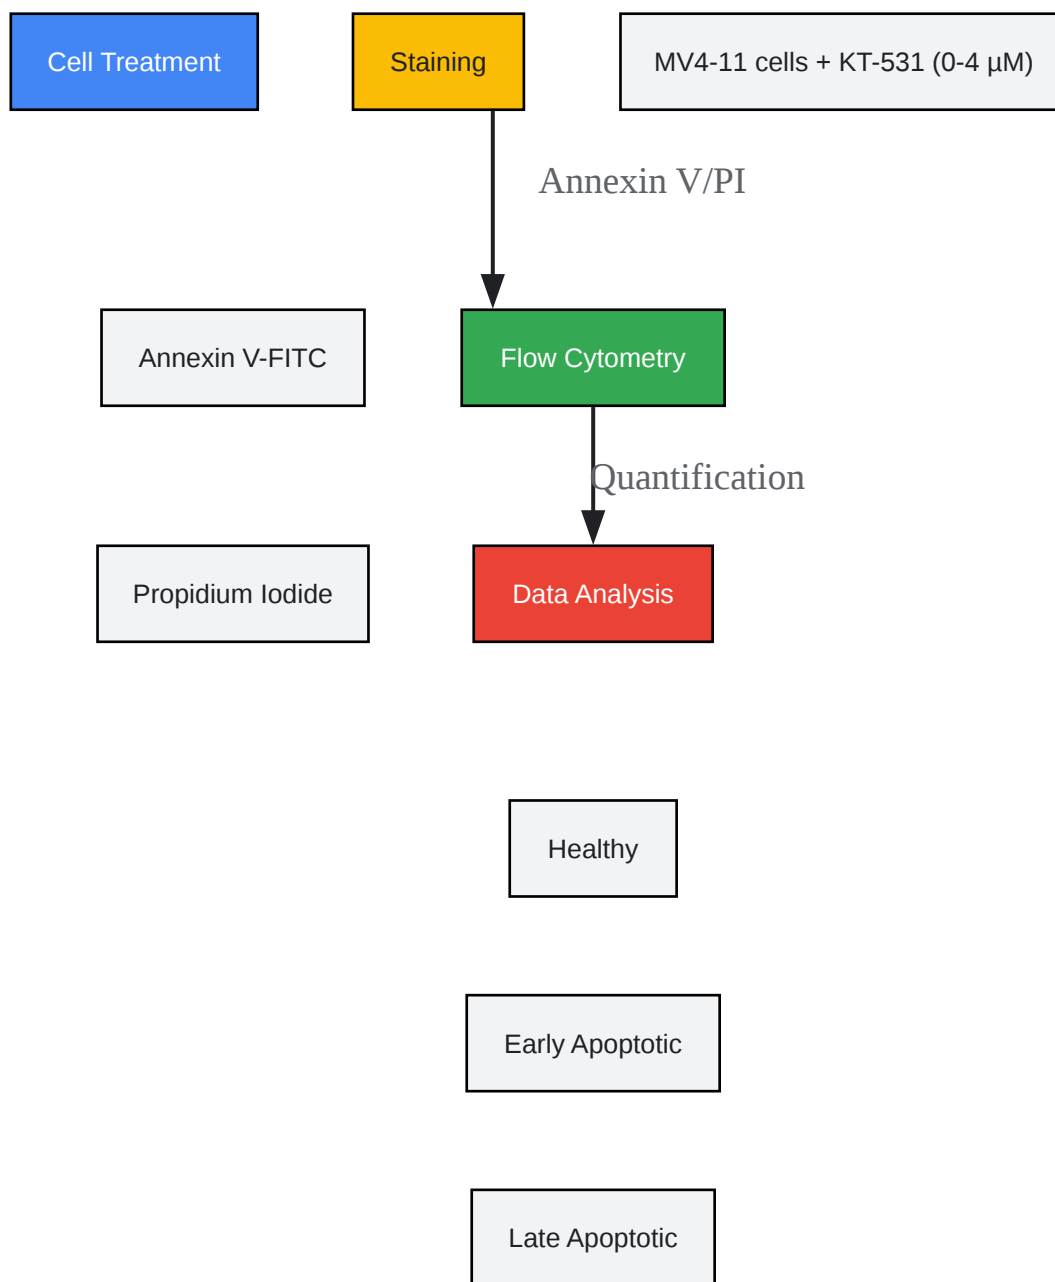 Cell Treatment
Staining
MV4-11 cells + KT-531 (0-4 µM)
Annexin V/PI
Annexin V-FITC
Flow Cytometry
Quantification
Propidium Iodide
Data Analysis
Healthy
Early Apoptotic
Late Apoptotic